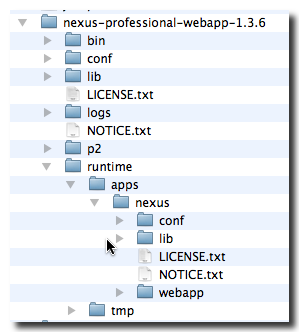 nexus-professional-webapp-1.3.6
bin
conf
lib
LICENSE.txt
logs
NOTICE.txt
p2
runtime
apps
nexus
conf
lib
LICENSE.txt
NOTICE.txt
webapp
tmp